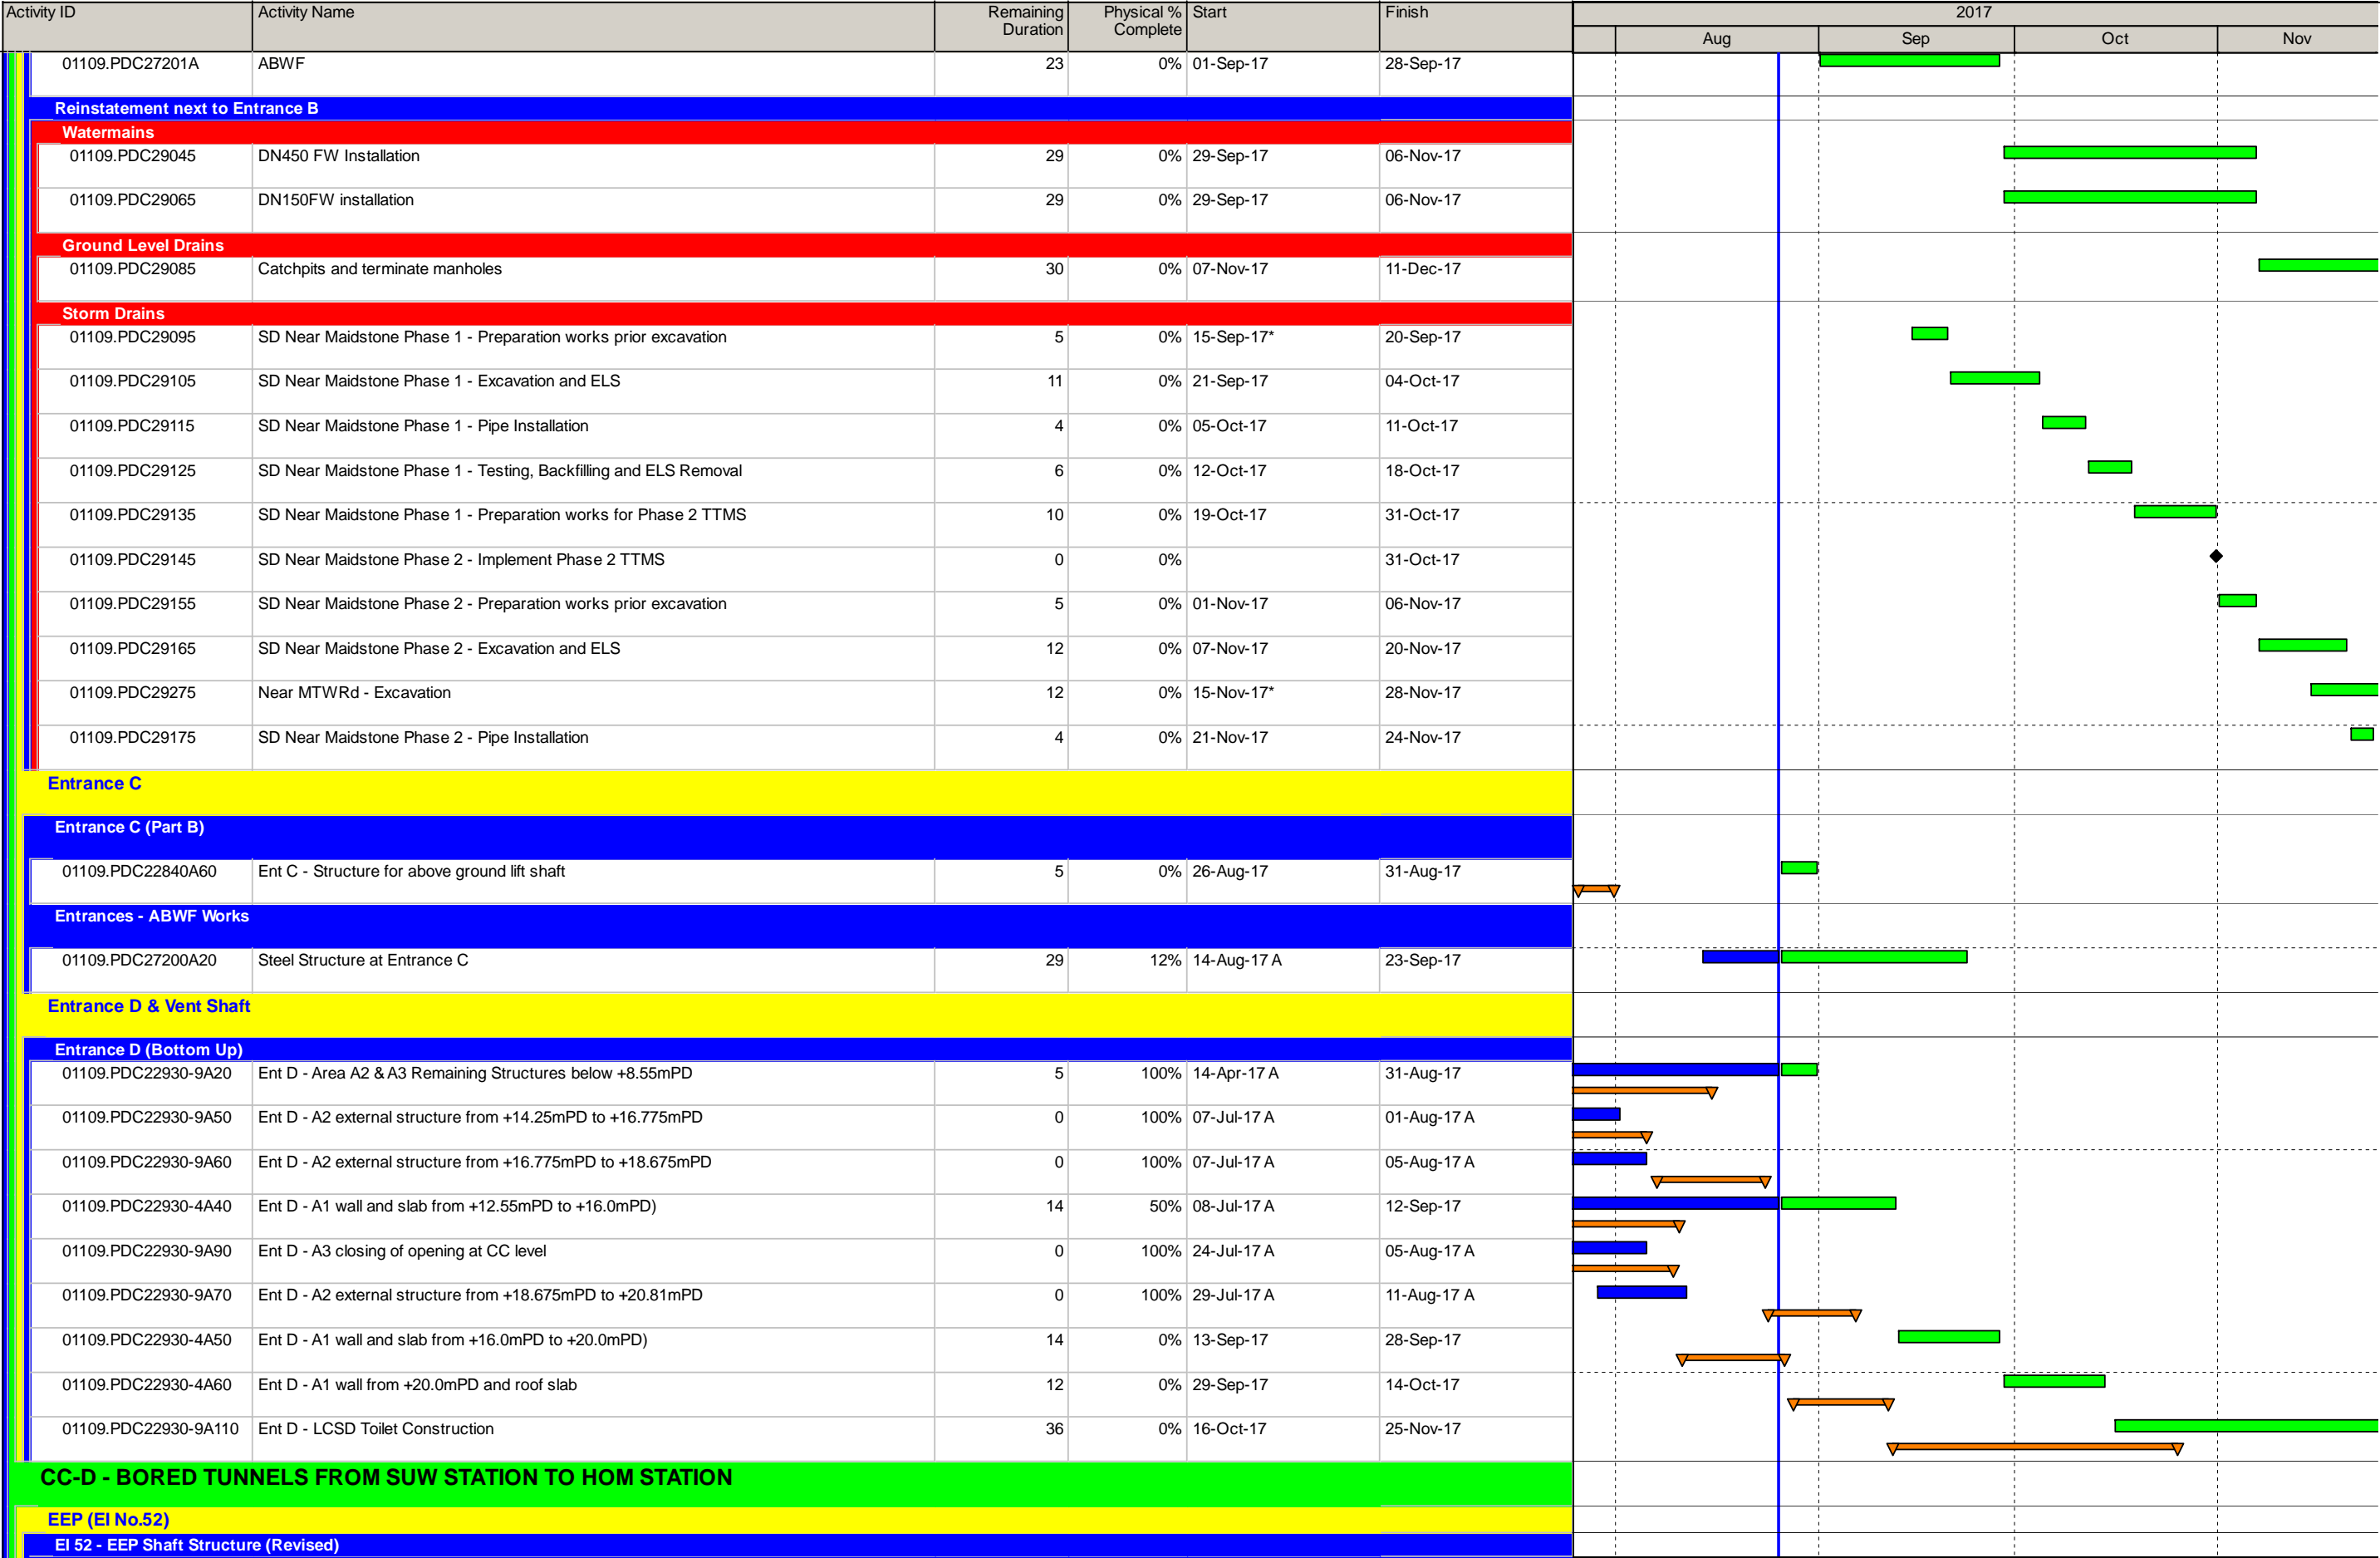 Activity ID Activity Name Remaining Duration Physical % Complete Start Finish 2017
Aug Sep Oct Nov
01109.PDC27201A ABWF 23 0% 01-Sep-17 28-Sep-17
Reinstatement next to Entrance B
Watermains
01109.PDC29045 DN450 FW Installation 29 0% 29-Sep-17 06-Nov-17
01109.PDC29065 DN150FW installation 29 0% 29-Sep-17 06-Nov-17
Ground Level Drains
01109.PDC29085 Catchpits and terminate manholes 30 0% 07-Nov-17 11-Dec-17
Storm Drains
01109.PDC29095 SD Near Maidstone Phase 1 - Preparation works prior excavation 5 0% 15-Sep-17* 20-Sep-17
01109.PDC29105 SD Near Maidstone Phase 1 - Excavation and ELS 11 0% 21-Sep-17 04-Oct-17
01109.PDC29115 SD Near Maidstone Phase 1 - Pipe Installation 4 0% 05-Oct-17 11-Oct-17
01109.PDC29125 SD Near Maidstone Phase 1 - Testing, Backfilling and ELS Removal 6 0% 12-Oct-17 18-Oct-17
01109.PDC29135 SD Near Maidstone Phase 1 - Preparation works for Phase 2 TTMS 10 0% 19-Oct-17 31-Oct-17
01109.PDC29145 SD Near Maidstone Phase 2 - Implement Phase 2 TTMS 0 0% 31-Oct-17
01109.PDC29155 SD Near Maidstone Phase 2 - Preparation works prior excavation 5 0% 01-Nov-17 06-Nov-17
01109.PDC29165 SD Near Maidstone Phase 2 - Excavation and ELS 12 0% 07-Nov-17 20-Nov-17
01109.PDC29275 Near MTWRd - Excavation 12 0% 15-Nov-17* 28-Nov-17
01109.PDC29175 SD Near Maidstone Phase 2 - Pipe Installation 4 0% 21-Nov-17 24-Nov-17
Entrance C
Entrance C (Part B)
01109.PDC22840A60 Ent C - Structure for above ground lift shaft 5 0% 26-Aug-17 31-Aug-17
Entrances - ABWF Works
01109.PDC27200A20 Steel Structure at Entrance C 29 12% 14-Aug-17 A 23-Sep-17
Entrance D & Vent Shaft
Entrance D (Bottom Up)
01109.PDC22930-9A20 Ent D - Area A2 & A3 Remaining Structures below +8.55mPD 5 100% 14-Apr-17 A 31-Aug-17
01109.PDC22930-9A50 Ent D - A2 external structure from +14.25mPD to +16.775mPD 0 100% 07-Jul-17 A 01-Aug-17 A
01109.PDC22930-9A60 Ent D - A2 external structure from +16.775mPD to +18.675mPD 0 100% 07-Jul-17 A 05-Aug-17 A
01109.PDC22930-4A40 Ent D - A1 wall and slab from +12.55mPD to +16.0mPD) 14 50% 08-Jul-17 A 12-Sep-17
01109.PDC22930-9A90 Ent D - A3 closing of opening at CC level 0 100% 24-Jul-17 A 05-Aug-17 A
01109.PDC22930-9A70 Ent D - A2 external structure from +18.675mPD to +20.81mPD 0 100% 29-Jul-17 A 11-Aug-17 A
01109.PDC22930-4A50 Ent D - A1 wall and slab from +16.0mPD to +20.0mPD) 14 0% 13-Sep-17 28-Sep-17
01109.PDC22930-4A60 Ent D - A1 wall from +20.0mPD and roof slab 12 0% 29-Sep-17 14-Oct-17
01109.PDC22930-9A110 Ent D - LCSD Toilet Construction 36 0% 16-Oct-17 25-Nov-17
CC-D - BORED TUNNELS FROM SUW STATION TO HOM STATION
EEP (EI No.52)
EI 52 - EEP Shaft Structure (Revised)